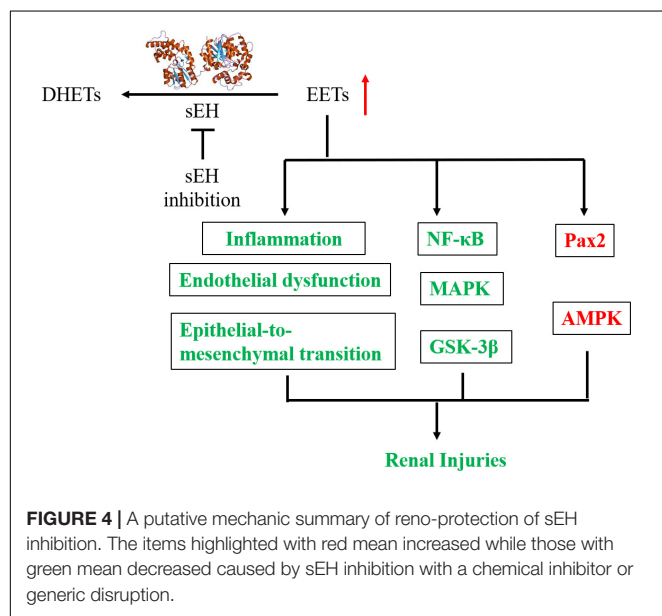 DHETs
sEH
EETs
sEH
inhibition
Inflammation
NF-κB
Pax2
Endothelial dysfunction
MAPK
AMPK
Epithelial-to-
mesenchymal transition
GSK-3β
Renal Injuries
FIGURE 4 | A putative mechanic summary of reno-protection of sEH
inhibition. The items highlighted with red mean increased while those with
green mean decreased caused by sEH inhibition with a chemical inhibitor or
generic disruption.